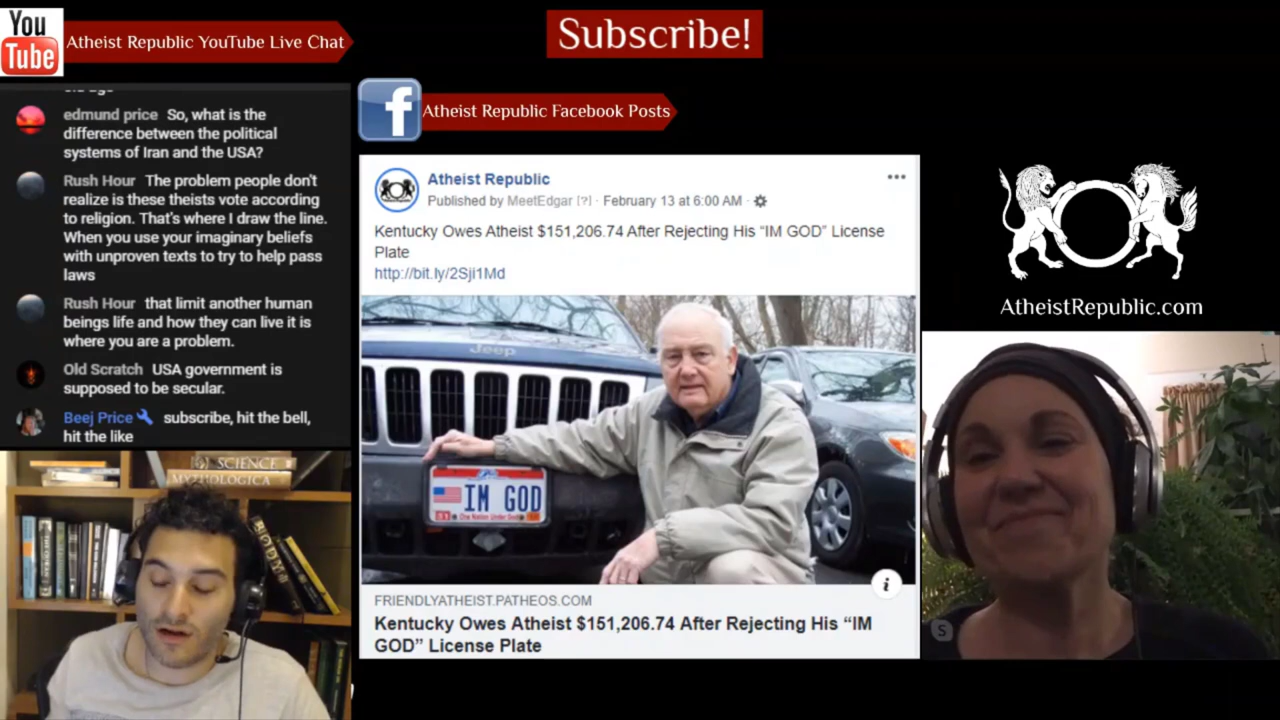 You
Tube
Atheist Republic YouTube Live Chat
Subscribe!
edmund price So, what is the
difference between the political
systems of Iran and the USA?
Rush Hour The problem people don't
realize is these theists vote according
to religion. That's where I draw the line.
When you use your imaginary beliefs
with unproven texts to try to help pass
laws
Rush Hour that limit another human
beings life and how they can live it is
where you are a problem.
Old Scratch USA government is
supposed to be secular.
Beej Price subscribe, hit the bell,
hit the like
f
Atheist Republic Facebook Posts
Atheist Republic
Published by MeetEdgar [?] · February 13 at 6:00 AM ·
Kentucky Owes Atheist $151,206.74 After Rejecting His “IM GOD” License
Plate
http://bit.ly/2Sji1Md
Jeep
IM GOD
One Nation Under God
i
FRIENDLYATHEIST.PATHEOS.COM
Kentucky Owes Atheist $151,206.74 After Rejecting His “IM
GOD” License Plate
AtheistRepublic.com
S
SCIENCE
MYTHOLOGICA